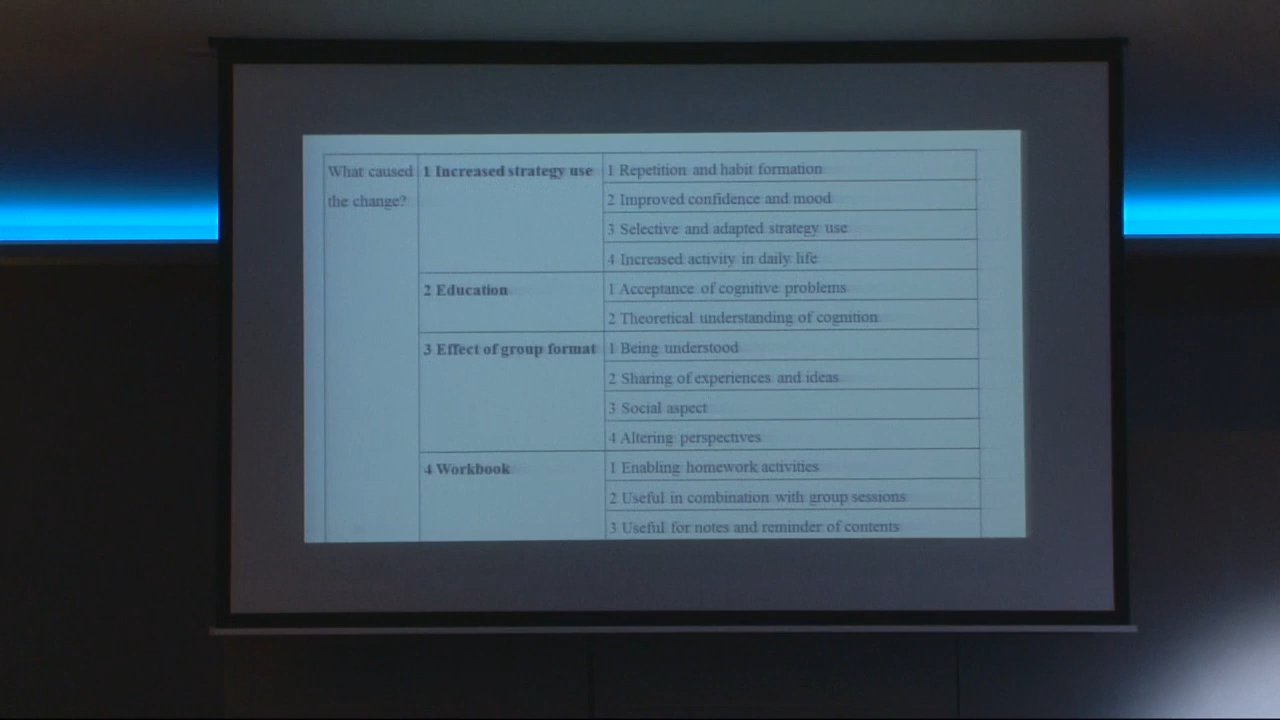 What caused
the change?
1 Increased strategy use
1 Repetition and habit formation
2 Improved confidence and mood
3 Selective and adapted strategy use
4 Increased activity in daily life
2 Education
1 Acceptance of cognitive problems
2 Theoretical understanding of cognition
3 Effect of group format
1 Being understood
2 Sharing of experiences and ideas
3 Social aspect
4 Altering perspectives
4 Workbook
1 Enabling homework activities
2 Useful in combination with group sessions
3 Useful for notes and reminder of contents